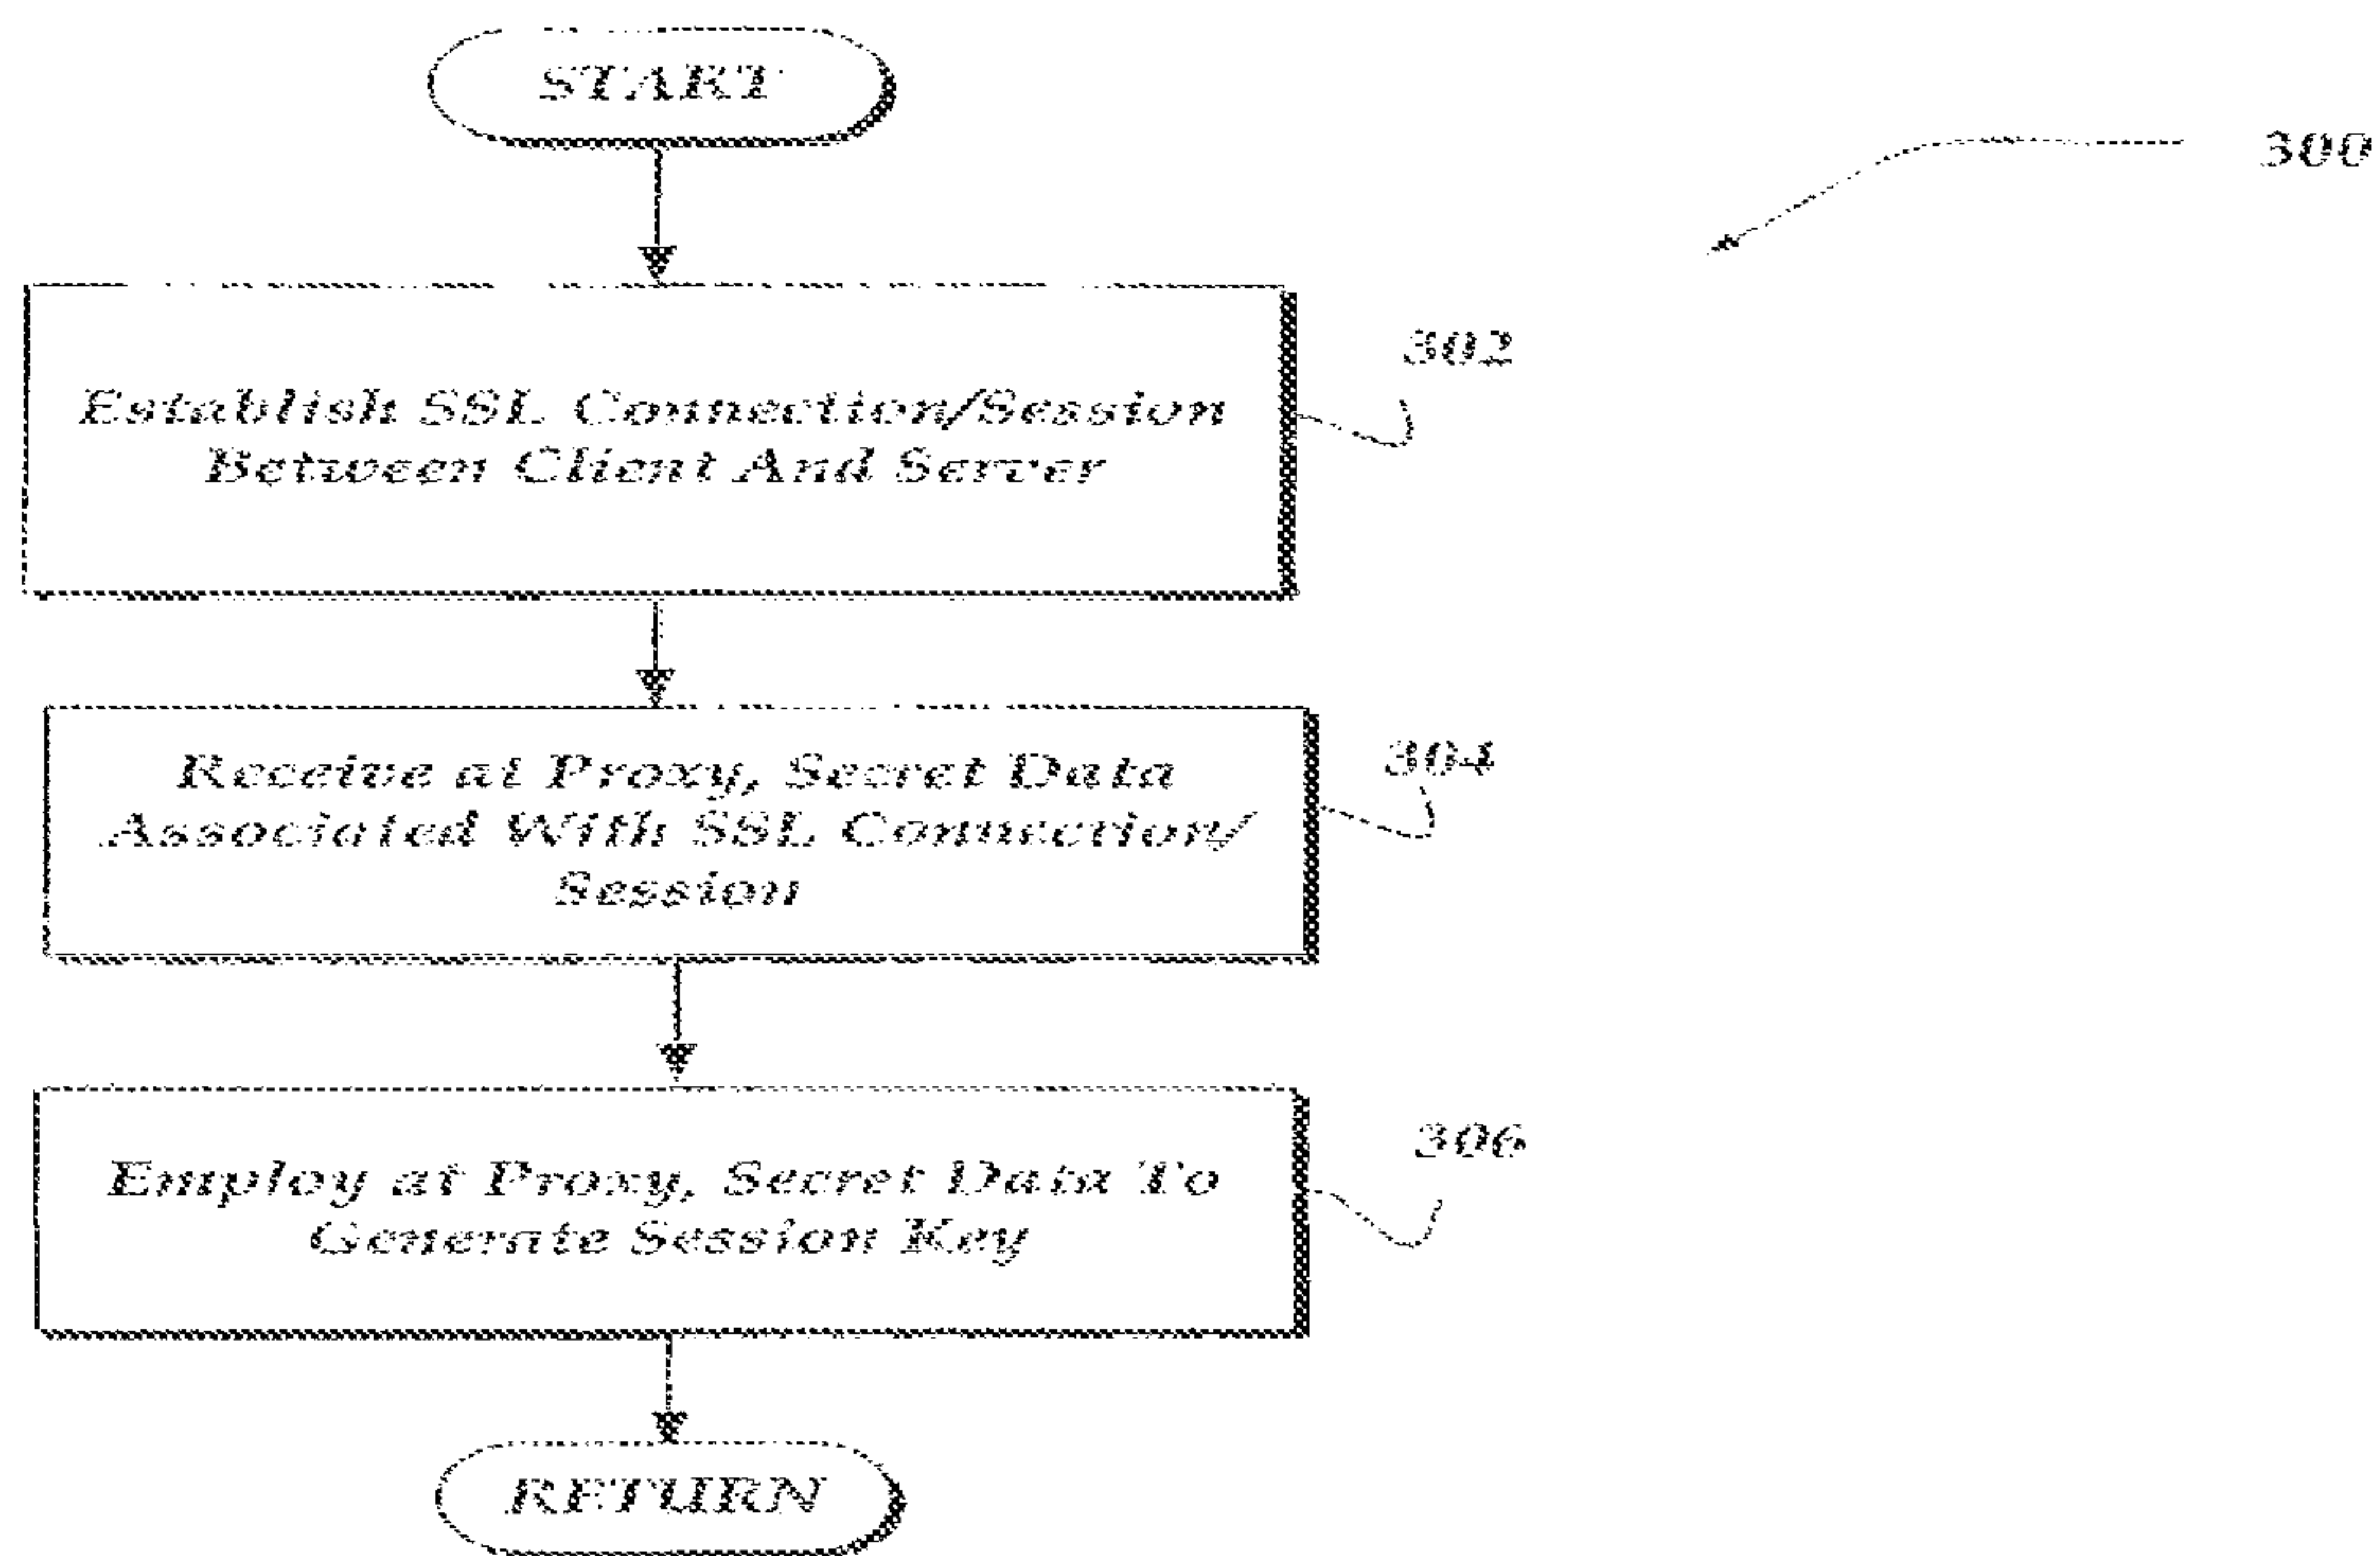 START
300
302
Establish SSL Connection/Session
Between Client And Server
304
Receive at Proxy, Secret Data
Associated With SSL Connection/
Session
306
Employ at Proxy, Secret Data To
Generate Session Key
RETURN